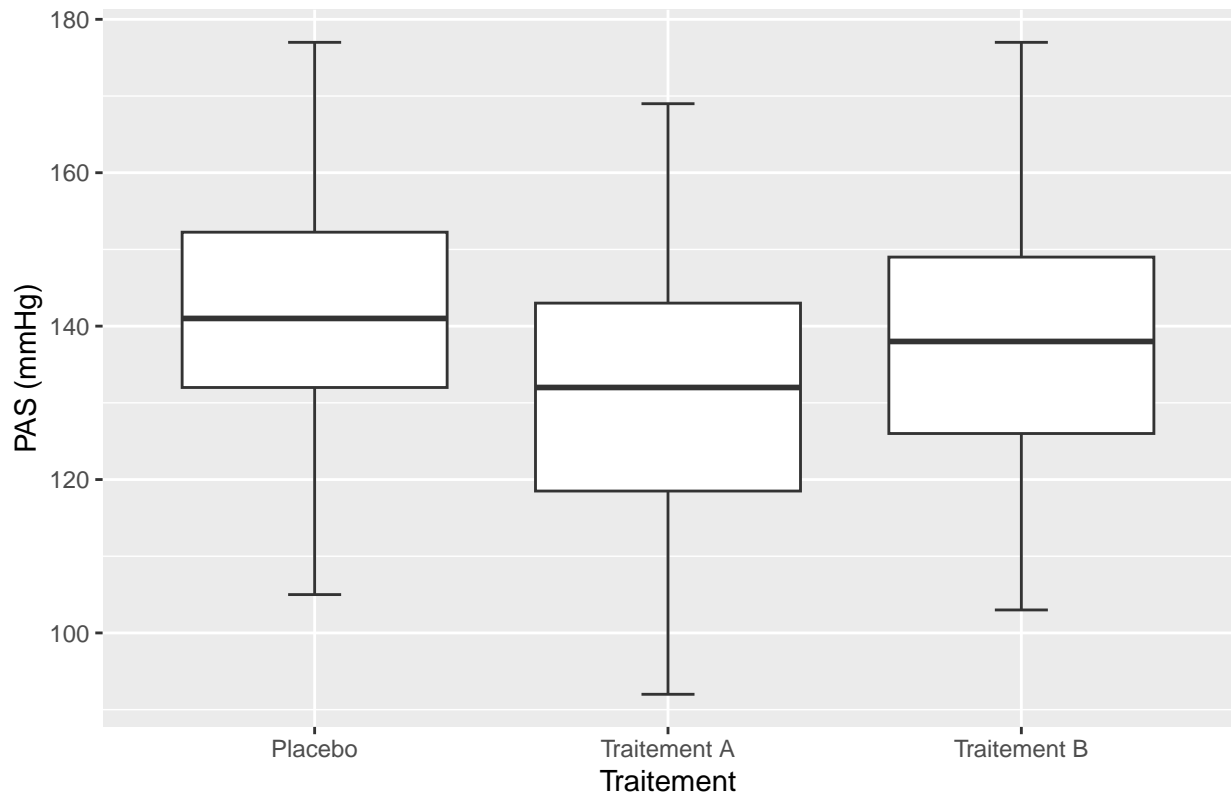 180
160
140
120
100
PAS (mmHg)
Placebo
Traitement A
Traitement B
Traitement